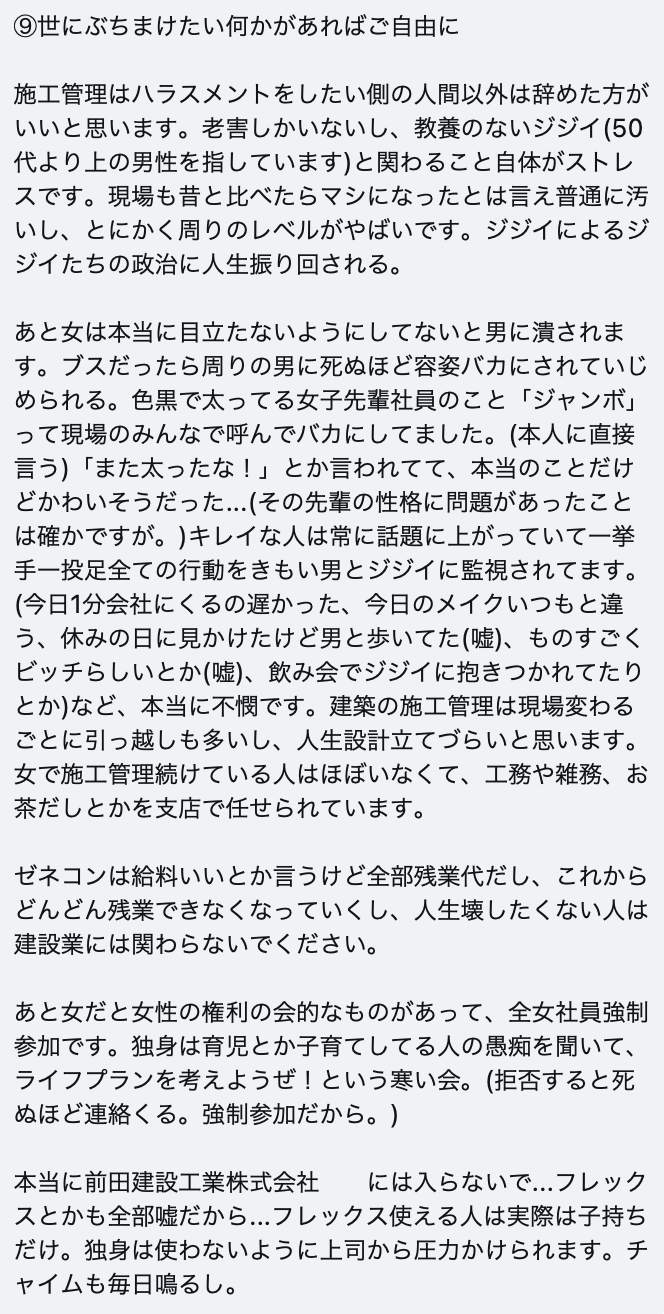 ⑨世にぶちまけたい何かがあればご自由に
施工管理はハラスメントをしたい側の人間以外は辞めた方が
いいと思います。老害しかいないし、教養のないジジイ(50
代より上の男性を指しています)と関わること自体がストレ
スです。現場も昔と比べたらマシになったとは言え普通に汚
いし、とにかく周りのレベルがやばいです。ジジイによるジ
ジイたちの政治に人生振り回される。
あと女は本当に目立たないようにしてないと男に潰されま
す。ブスだったら周りの男に死ぬほど容姿バカにされていじ
められる。色黒で太ってる女子先輩社員のこと「ジャンボ」
って現場のみんなで呼んでバカにしてました。(本人に直接
言う)「また太ったな！」とか言われてて、本当のことだけ
どかわいそうだった...(その先輩の性格に問題があったこと
は確かですが。)キレイな人は常に話題に上がっていて一挙
手一投足全ての行動をきもい男とジジイに監視されてます。
(今日1分会社にくるの遅かった、今日のメイクいつもと違
う、休みの日に見かけたけど男と歩いてた(嘘)、ものすごく
ビッチらしいとか(嘘)、飲み会でジジイに抱きつかれてたり
とか)など、本当に不憫です。建築の施工管理は現場変わる
ごとに引っ越しも多いし、人生設計立てづらいと思います。
女で施工管理続けている人はほぼいなくて、工務や雑務、お
茶だしとかを支店で任せられています。
ゼネコンは給料いいとか言うけど全部残業代だし、これから
どんどん残業できなくなっていくし、人生壊したくない人は
建設業には関わらないでください。
あと女だと女性の権利の会的なものがあって、全女社員強制
参加です。独身は育児とか子育てしてる人の愚痴を聞いて、
ライフプランを考えようぜ！という寒い会。(拒否すると死
ぬほど連絡くる。強制参加だから。)
本当に前田建設工業株式会社　　には入らないで...フレック
スとかも全部嘘だから...フレックス使える人は実際は子持ち
だけ。独身は使わないように上司から圧力かけられます。チ
ャイムも毎日鳴るし。